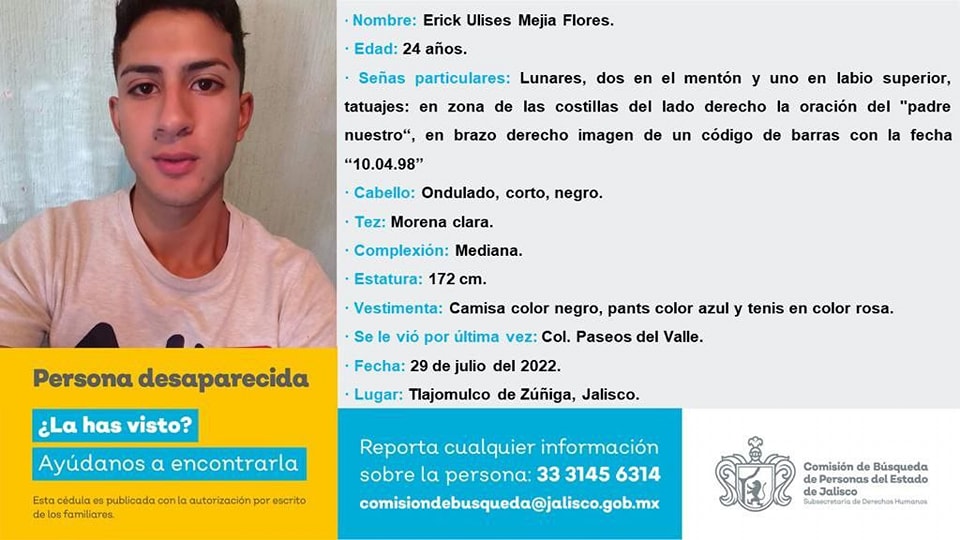 · Nombre: Erick Ulises Mejia Flores.
· Edad: 24 años.
· Señas particulares: Lunares, dos en el mentón y uno en labio superior,
tatuajes: en zona de las costillas del lado derecho la oración del "padre
nuestro“, en brazo derecho imagen de un código de barras con la fecha
“10.04.98”
· Cabello: Ondulado, corto, negro.
· Tez: Morena clara.
· Complexión: Mediana.
· Estatura: 172 cm.
· Vestimenta: Camisa color negro, pants color azul y tenis en color rosa.
· Se le vió por última vez: Col. Paseos del Valle.
· Fecha: 29 de julio del 2022.
· Lugar: Tlajomulco de Zúñiga, Jalisco.
Persona desaparecida
¿La has visto?
Ayúdanos a encontrarla
Esta cédula es publicada con la autorización por escrito
de los familiares.
Reporta cualquier información
sobre la persona: 33 3145 6314
comisiondebusqueda@jalisco.gob.mx
Comisión de Búsqueda
de Personas del Estado
de Jalisco
Subsecretaría de Derechos Humanos